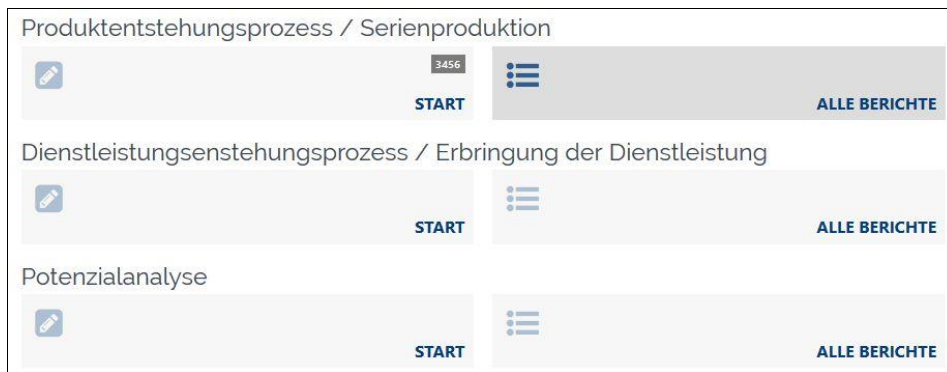 Produktentstehungsprozess / Serienproduktion
3456
START
ALLE BERICHTE
Dienstleistungsenstehungsprozess / Erbringung der Dienstleistung
START
ALLE BERICHTE
Potenzialanalyse
START
ALLE BERICHTE